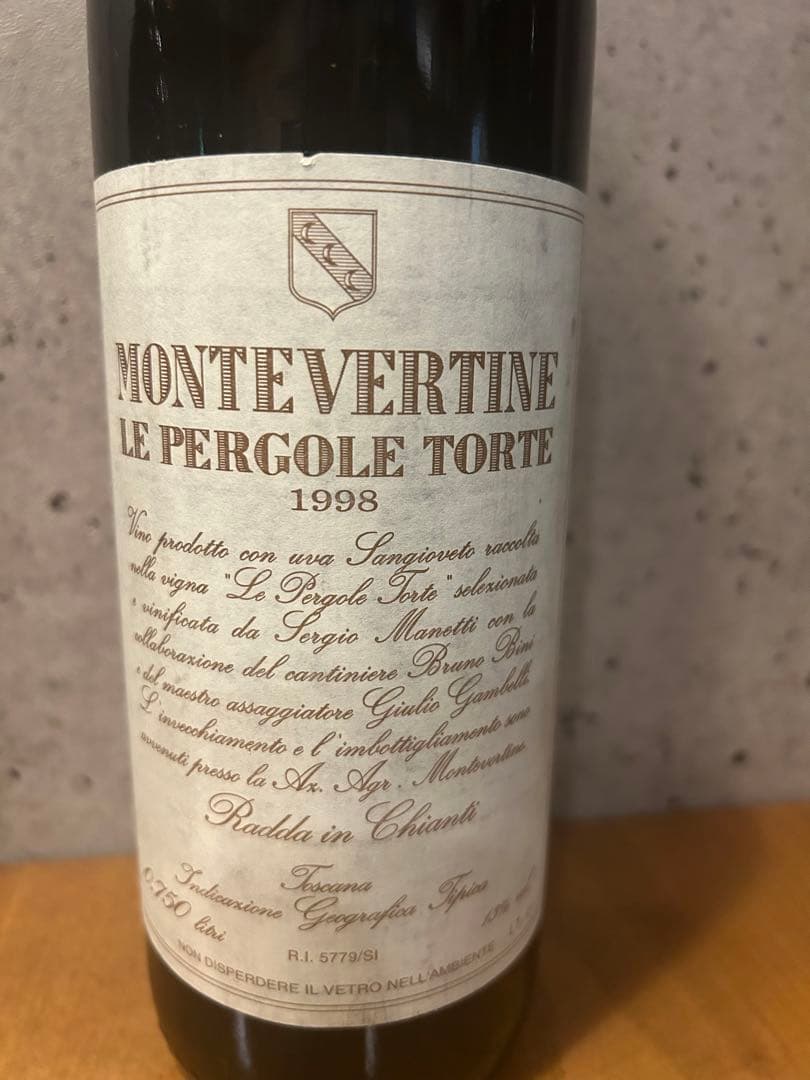 MONTEVERTINE
LE PERGOLE TORTE
1998
Vino prodotto con uva Sangioveto raccolta
nella vigna "Le Pergole Torte" selezionata
e vinificata da Sergio Manetti con la
collaborazione del cantiniere Bruno Bini
e del maestro assaggiatore Giulio Gambelli.
L'invecchiamento e l'imbottigliamento sono
avvenuti presso la Az. Agr. Montevertine
Radda in Chianti
Toscana
Indicazione Geografica Tipica
0,750 litri
13% vol
R.I. 5779/SI
NON DISPERDERE IL VETRO NELL'AMBIENTE